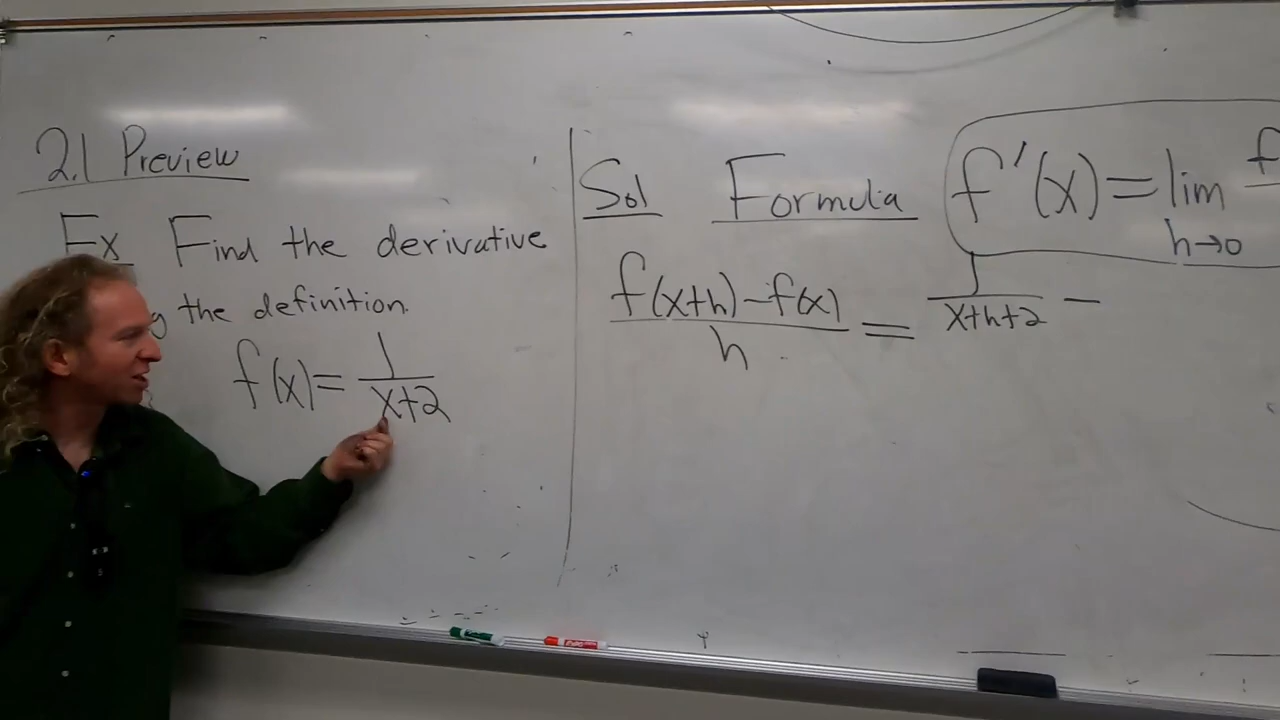 2.1 Preview
Ex Find the derivative
the definition.
f(x) = 1/(x+2)
Sol Formula f'(x) = lim h→0 f
(f(x+h) - f(x))/h = 1/(x+h+2) -